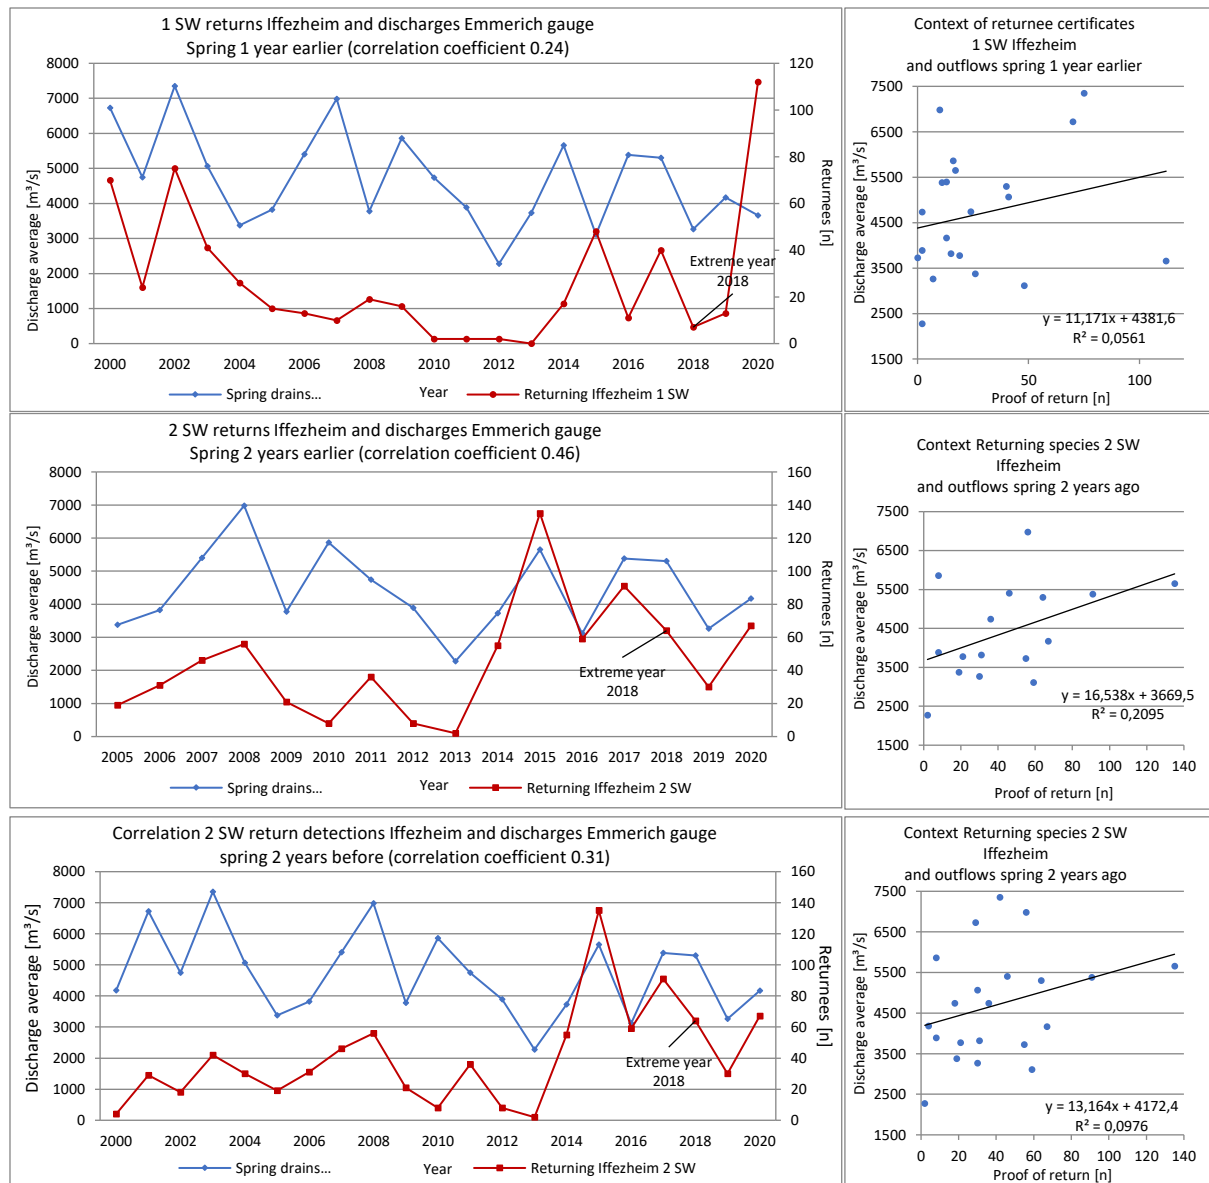 1 SW returns Iffezheim and discharges Emmerich gauge
Spring 1 year earlier (correlation coefficient 0.24)
Discharge average [m³/s]
8000
7000
6000
5000
4000
3000
2000
1000
0
120
100
80
60
40
20
0
Returnees [n]
Extreme year
2018
2000 2002 2004 2006 2008 2010 2012 2014 2016 2018 2020
Spring drains... Year Returning Iffezheim 1 SW
Context of returnee certificates
1 SW Iffezheim
and outflows spring 1 year earlier
Discharge average [m³/s]
7500
6500
5500
4500
3500
2500
1500
y = 11,171x + 4381,6
R² = 0,0561
0 50 100
Proof of return [n]
2 SW returns Iffezheim and discharges Emmerich gauge
Spring 2 years earlier (correlation coefficient 0.46)
Discharge average [m³/s]
8000
7000
6000
5000
4000
3000
2000
1000
0
160
140
120
100
80
60
40
20
0
Returnees [n]
Extreme year
2018
2005 2006 2007 2008 2009 2010 2011 2012 2013 2014 2015 2016 2017 2018 2019 2020
Spring drains... Year Returning Iffezheim 2 SW
Context Returning species 2 SW
Iffezheim
and outflows spring 2 years ago
Discharge average [m³/s]
7500
6500
5500
4500
3500
2500
1500
y = 16,538x + 3669,5
R² = 0,2095
0 20 40 60 80 100 120 140
Proof of return [n]
Correlation 2 SW return detections Iffezheim and discharges Emmerich gauge
spring 2 years before (correlation coefficient 0.31)
Discharge average [m³/s]
8000
7000
6000
5000
4000
3000
2000
1000
0
160
140
120
100
80
60
40
20
0
Returnees [n]
Extreme year
2018
2000 2002 2004 2006 2008 2010 2012 2014 2016 2018 2020
Spring drains... Year Returning Iffezheim 2 SW
Context Returning species 2 SW
Iffezheim
and outflows spring 2 years ago
Discharge average [m³/s]
7500
6500
5500
4500
3500
2500
1500
y = 13,164x + 4172,4
R² = 0,0976
0 20 40 60 80 100 120 140
Proof of return [n]